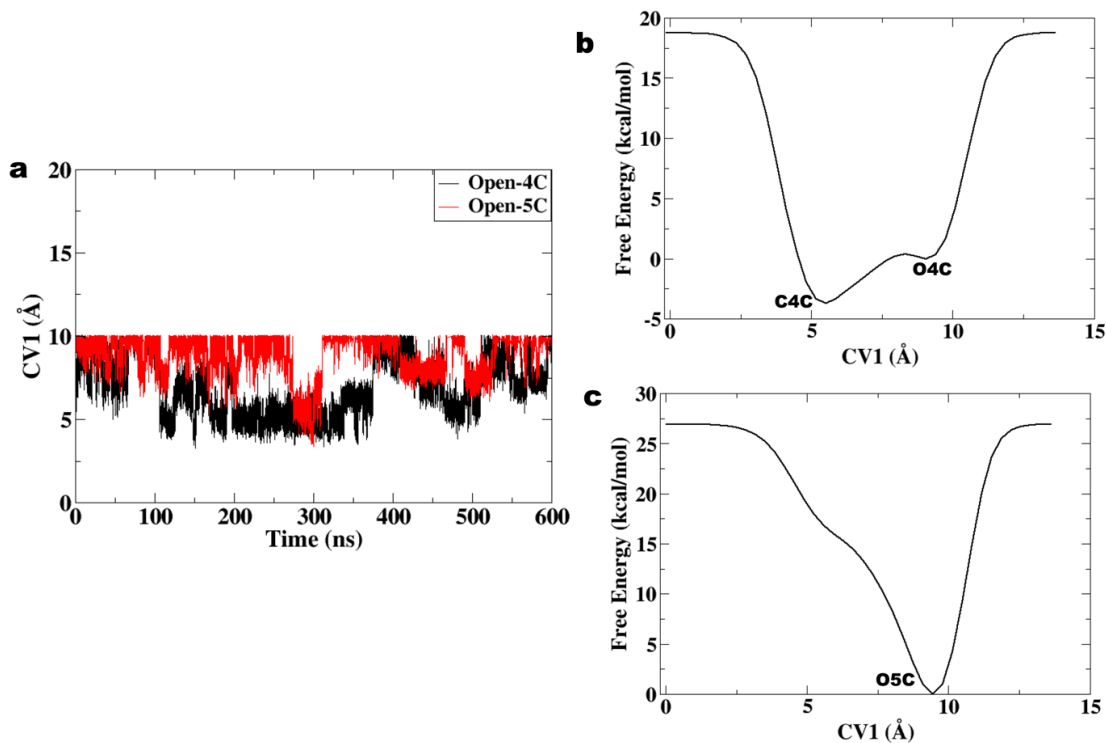 a
20
15
10
5
0
CV1 (Å)
Open-4C
Open-5C
0 100 200 300 400 500 600
Time (ns)
b
20
15
10
5
0
-5
Free Energy (kcal/mol)
C4C
O4C
0 5 10 15
CV1 (Å)
c
30
25
20
15
10
5
0
Free Energy (kcal/mol)
O5C
0 5 10 15
CV1 (Å)